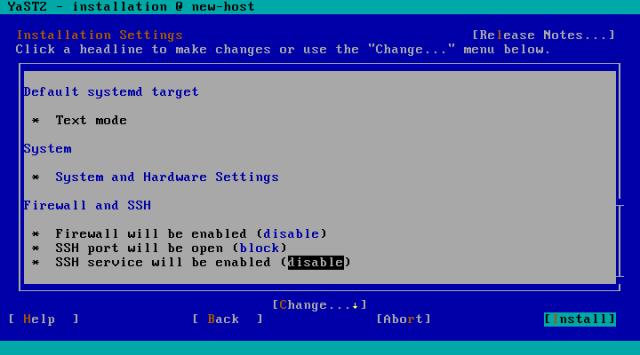 YaST2 - installation @ new-host
Installation Settings [Release Notes...]
Click a headline to make changes or use the "Change..." menu below.
Default systemd target
* Text mode
System
* System and Hardware Settings
Firewall and SSH
* Firewall will be enabled (disable)
* SSH port will be open (block)
* SSH service will be enabled (disable)
[Change...↓]
[ Help ] [ Back ] [Abort] [Install]